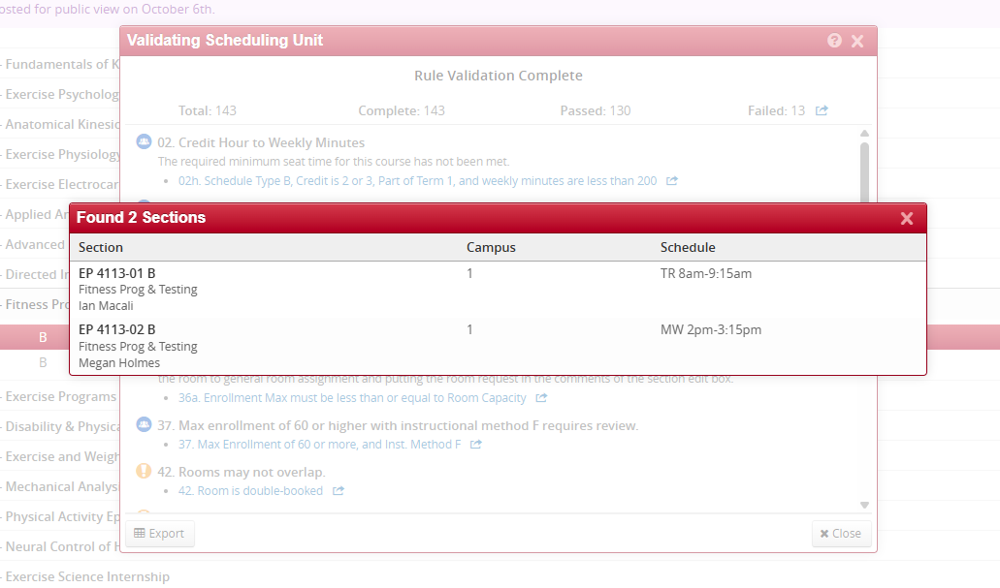 osted for public view on October 6th.
Validating Scheduling Unit
Rule Validation Complete
Total: 143 Complete: 143 Passed: 130 Failed: 13
- Fundamentals of K
- Exercise Psycholog
- Anatomical Kinesic
- Exercise Physiology
- Exercise Electrocar
- Applied An
- Advanced
- Directed In
- Fitness Pro
B
B
- Exercise Programs
- Disability & Physica
- Exercise and Weigh
- Mechanical Analysi
- Physical Activity Ep
- Neural Control of H
- Exercise Science Internship
02. Credit Hour to Weekly Minutes
The required minimum seat time for this course has not been met.
• 02h. Schedule Type B, Credit is 2 or 3, Part of Term 1, and weekly minutes are less than 200
Found 2 Sections
Section Campus Schedule
EP 4113-01 B 1 TR 8am-9:15am
Fitness Prog & Testing
Ian Macali
EP 4113-02 B 1 MW 2pm-3:15pm
Fitness Prog & Testing
Megan Holmes
the room to general room assignment and putting the room request in the comments of the section edit box.
• 36a. Enrollment Max must be less than or equal to Room Capacity
37. Max enrollment of 60 or higher with instructional method F requires review.
• 37. Max Enrollment of 60 or more, and Inst. Method F
42. Rooms may not overlap.
• 42. Room is double-booked
Export
Close